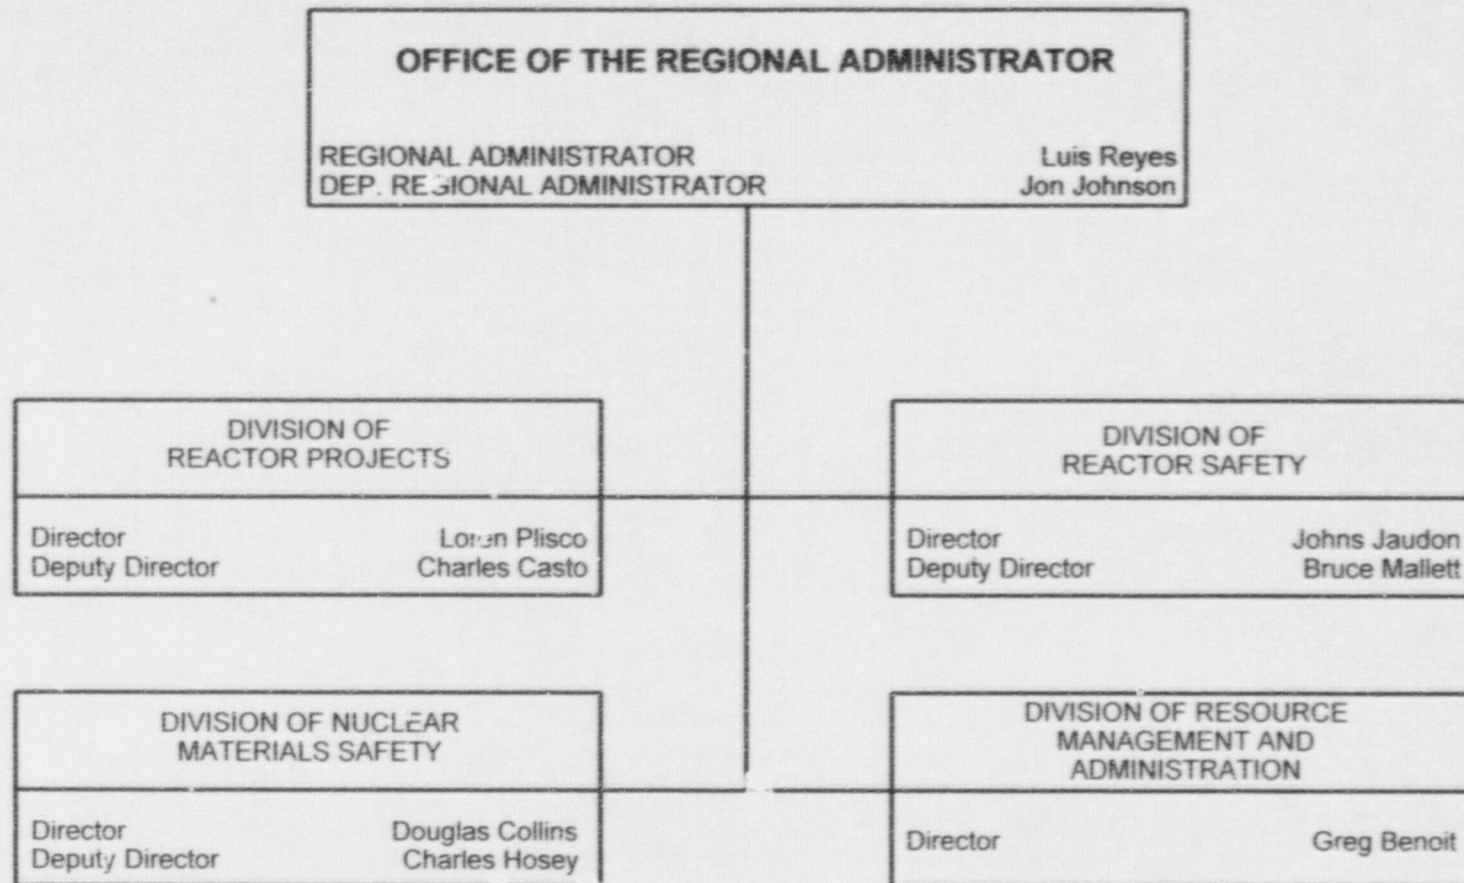 OFFICE OF THE REGIONAL ADMINISTRATOR
REGIONAL ADMINISTRATOR Luis Reyes
DEP. REGIONAL ADMINISTRATOR Jon Johnson
DIVISION OF
REACTOR PROJECTS
Director Loren Plisco
Deputy Director Charles Casto
DIVISION OF
REACTOR SAFETY
Director Johns Jaudon
Deputy Director Bruce Mallett
DIVISION OF NUCLEAR
MATERIALS SAFETY
Director Douglas Collins
Deputy Director Charles Hosey
DIVISION OF RESOURCE
MANAGEMENT AND
ADMINISTRATION
Director Greg Benoit